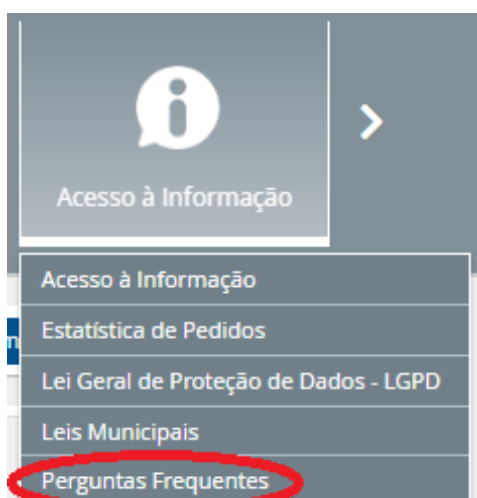 Acesso à Informação
Acesso à Informação
Estatística de Pedidos
m
Lei Geral de Proteção de Dados - LGPD
Leis Municipais
Perguntas Frequentes